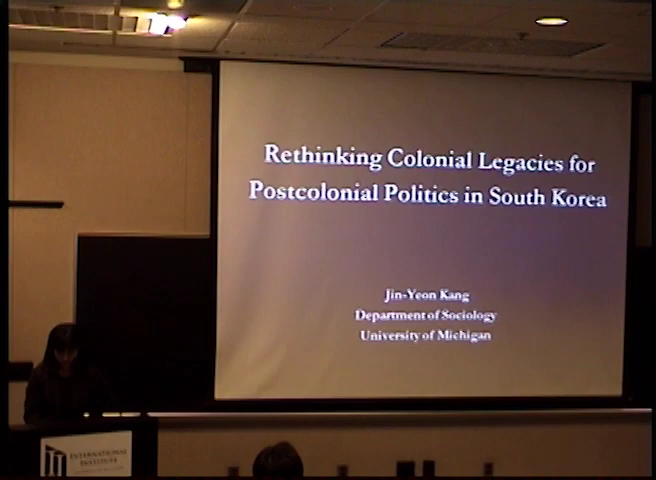 Rethinking Colonial Legacies for
Postcolonial Politics in South Korea
Jin-Yeon Kang
Department of Sociology
University of Michigan
INTERNATIONAL
INSTITUTE